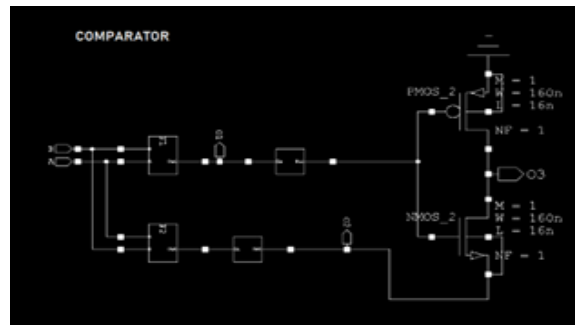 COMPARATOR
M = 1
PMOS_2
W = 160n
L = 16n
NF = 1
O3
M = 1
W = 160n
NMOS_2
L = 16n
NF = 1